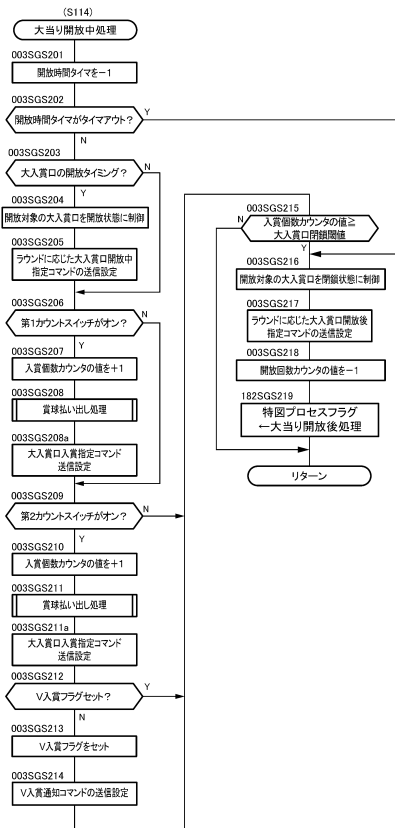 (S114)
大当り開放中処理
003SGS201
開放時間タイマを−1
003SGS202
開放時間タイマがタイマアウト?
Y
N
003SGS203
大入賞口の開放タイミング?
N
Y
003SGS204
開放対象の大入賞口を開放状態に制御
003SGS205
ラウンドに応じた大入賞口開放中
指定コマンドの送信設定
003SGS206
第1カウントスイッチがオン?
N
Y
003SGS207
入賞個数カウンタの値を+1
003SGS208
賞球払い出し処理
003SGS208a
大入賞口入賞指定コマンド
送信設定
003SGS209
第2カウントスイッチがオン?
N
Y
003SGS210
入賞個数カウンタの値を+1
003SGS211
賞球払い出し処理
003SGS211a
大入賞口入賞指定コマンド
送信設定
003SGS212
V入賞フラグセット?
Y
N
003SGS213
V入賞フラグをセット
003SGS214
V入賞通知コマンドの送信設定
003SGS215
入賞個数カウンタの値≧
大入賞口閉鎖閾値
N
Y
003SGS216
開放対象の大入賞口を閉鎖状態に制御
003SGS217
ラウンドに応じた大入賞口開放後
指定コマンドの送信設定
003SGS218
開放回数カウンタの値を−1
182SGS219
特図プロセスフラグ
←大当り開放後処理
リターン